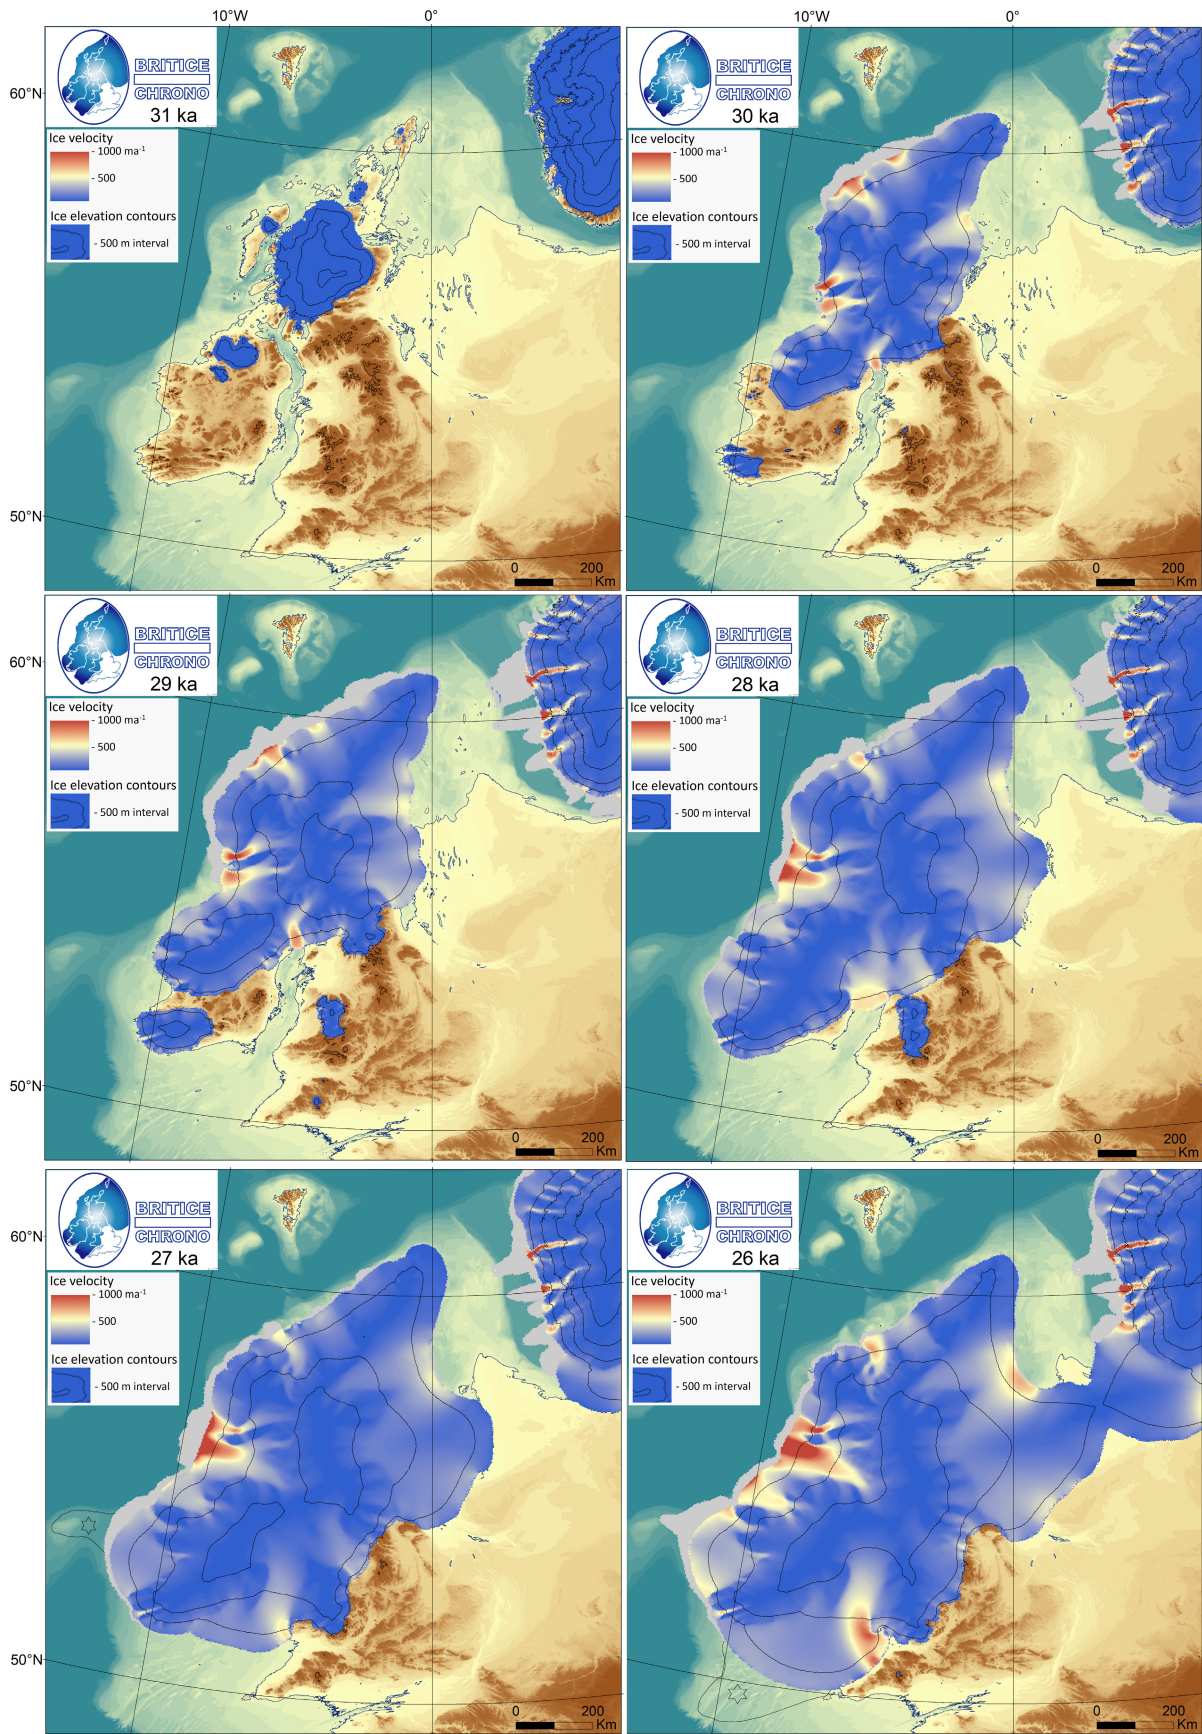 10°W
0°
10°W
0°
60°N
50°N
BRITICE
CHRONO
31 ka
Ice velocity
- 1000 ma-1
- 500
Ice elevation contours
- 500 m interval
0 200
Km
BRITICE
CHRONO
30 ka
Ice velocity
- 1000 ma-1
- 500
Ice elevation contours
- 500 m interval
0 200
Km
60°N
50°N
BRITICE
CHRONO
29 ka
Ice velocity
- 1000 ma-1
- 500
Ice elevation contours
- 500 m interval
0 200
Km
BRITICE
CHRONO
28 ka
Ice velocity
- 1000 ma-1
- 500
Ice elevation contours
- 500 m interval
0 200
Km
60°N
50°N
BRITICE
CHRONO
27 ka
Ice velocity
- 1000 ma-1
- 500
Ice elevation contours
- 500 m interval
0 200
Km
BRITICE
CHRONO
26 ka
Ice velocity
- 1000 ma-1
- 500
Ice elevation contours
- 500 m interval
0 200
Km